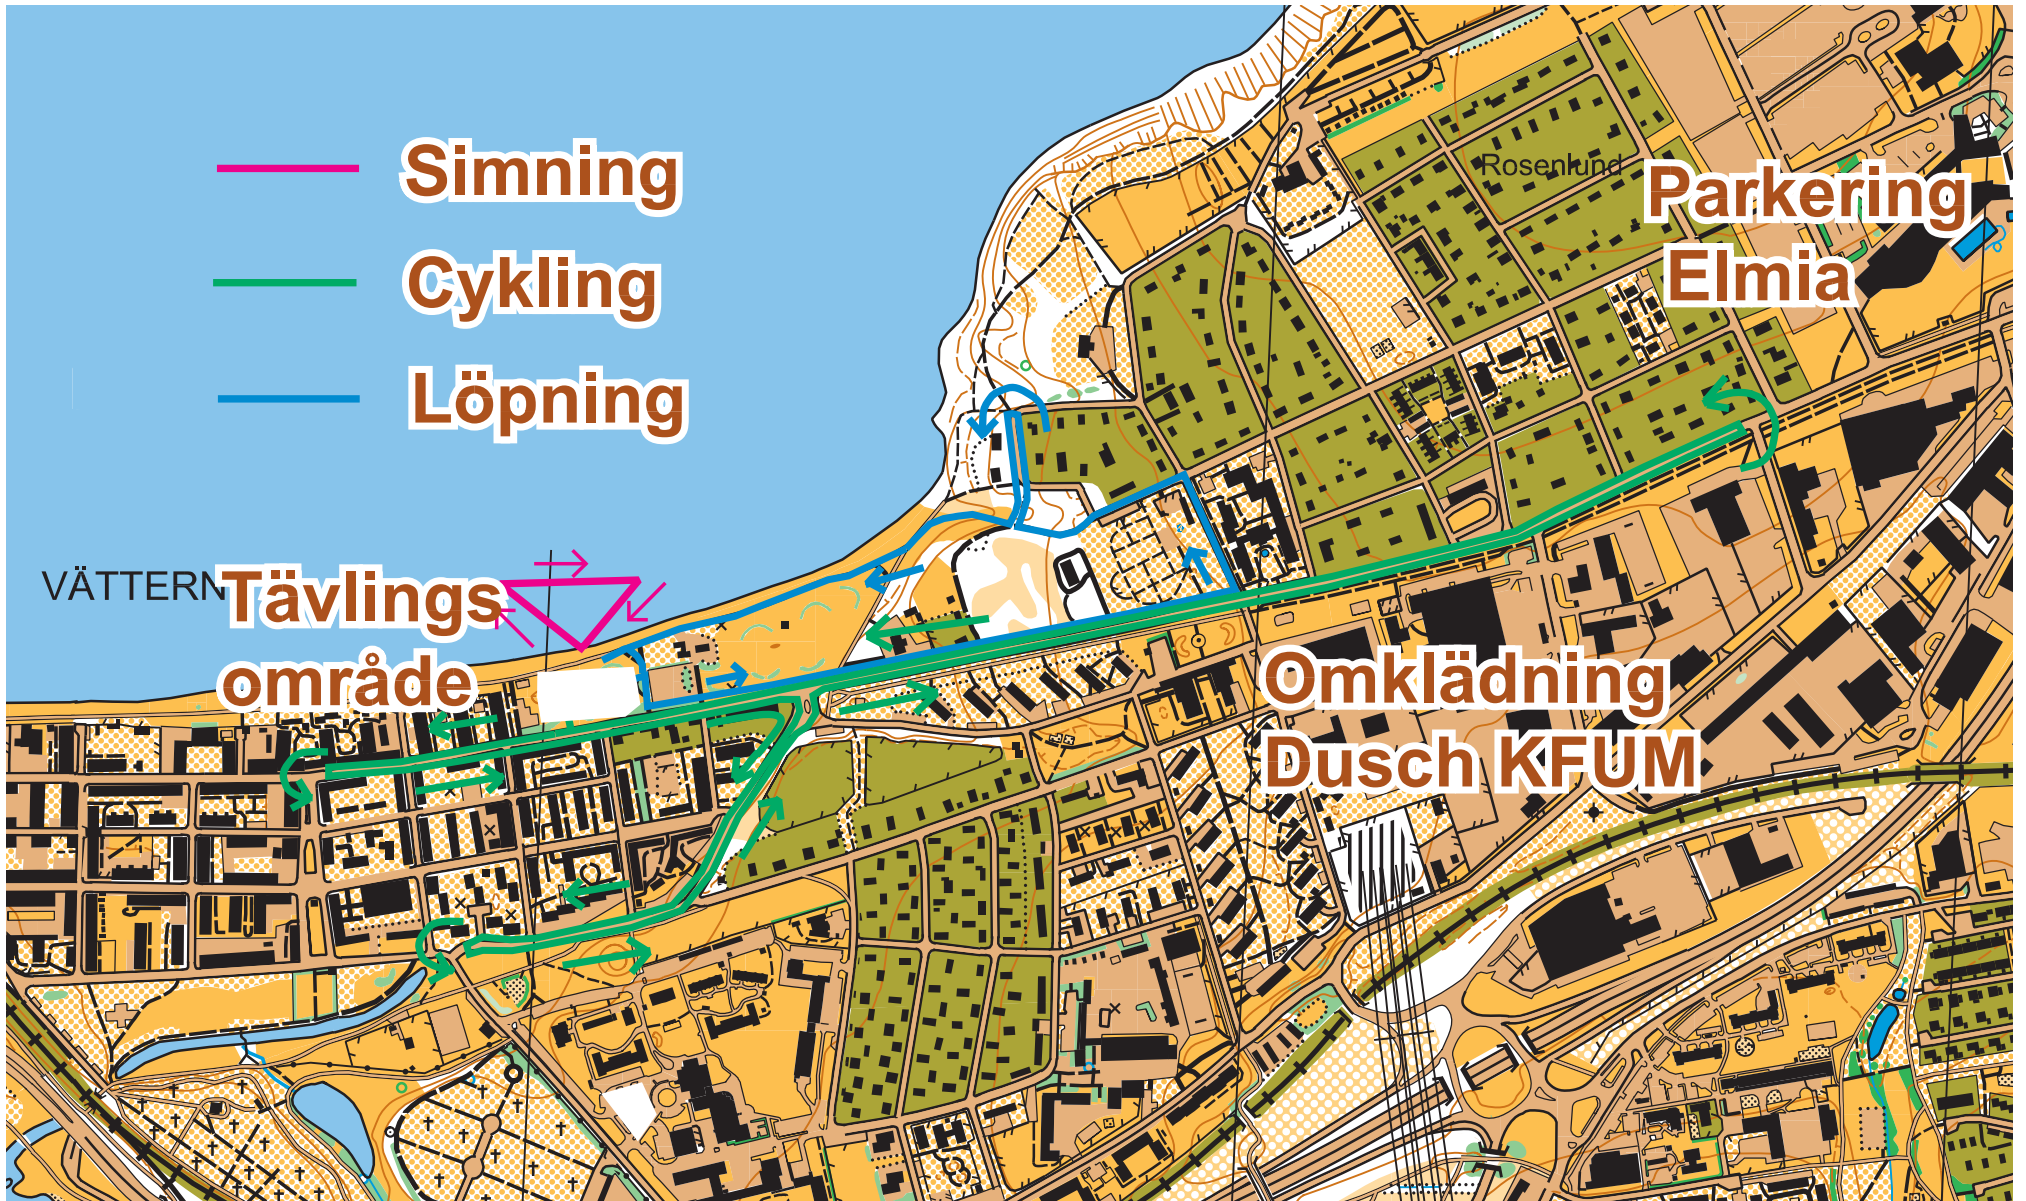 Simning
Cykling
Löpning
Rosenlund
Parkering
Elmia
VÄTTERN
Tävlings
område
Omklädning
Dusch KFUM